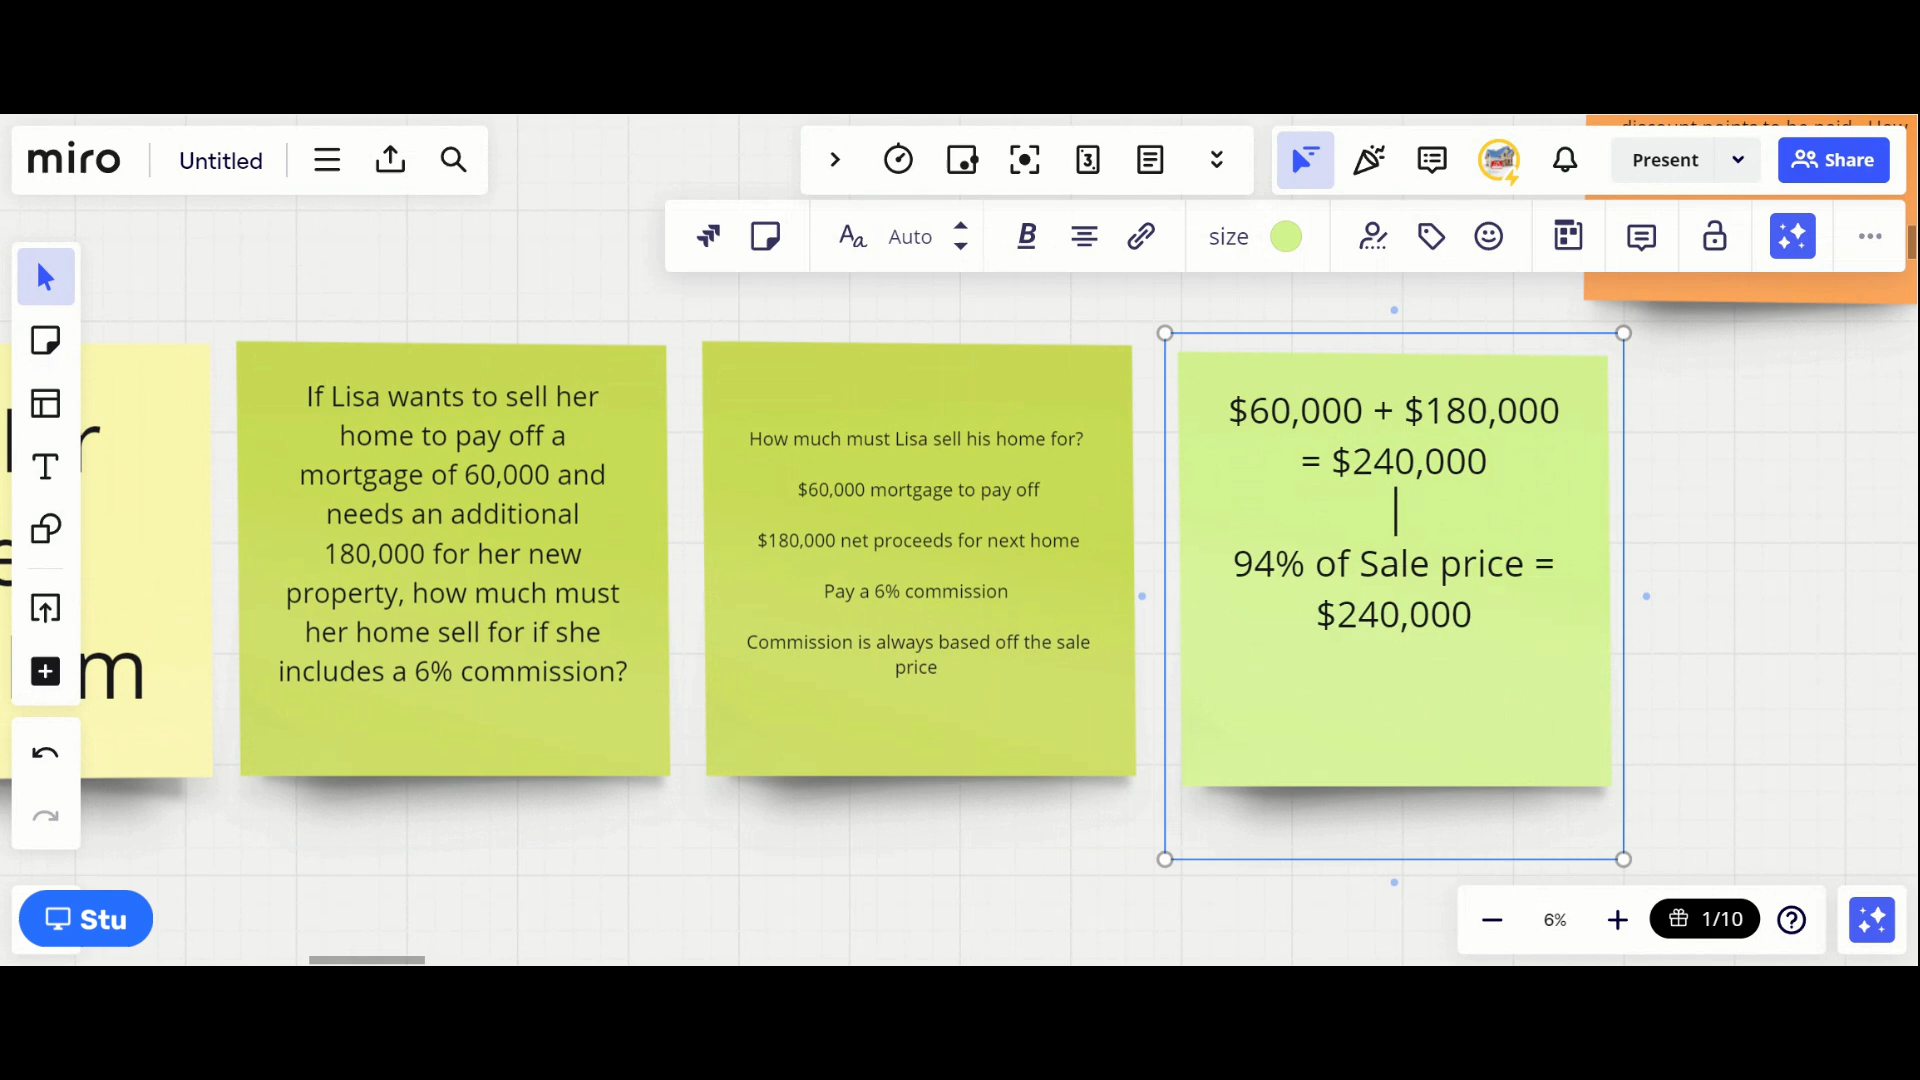 miro
Untitled
3
Present
Share
Aa
Auto
B
size
T
m
If Lisa wants to sell her
home to pay off a
mortgage of 60,000 and
needs an additional
180,000 for her new
property, how much must
her home sell for if she
includes a 6% commission?
How much must Lisa sell his home for?
$60,000 mortgage to pay off
$180,000 net proceeds for next home
Pay a 6% commission
Commission is always based off the sale
price
$60,000 + $180,000
= $240,000
94% of Sale price =
$240,000
Stu
6%
1/10